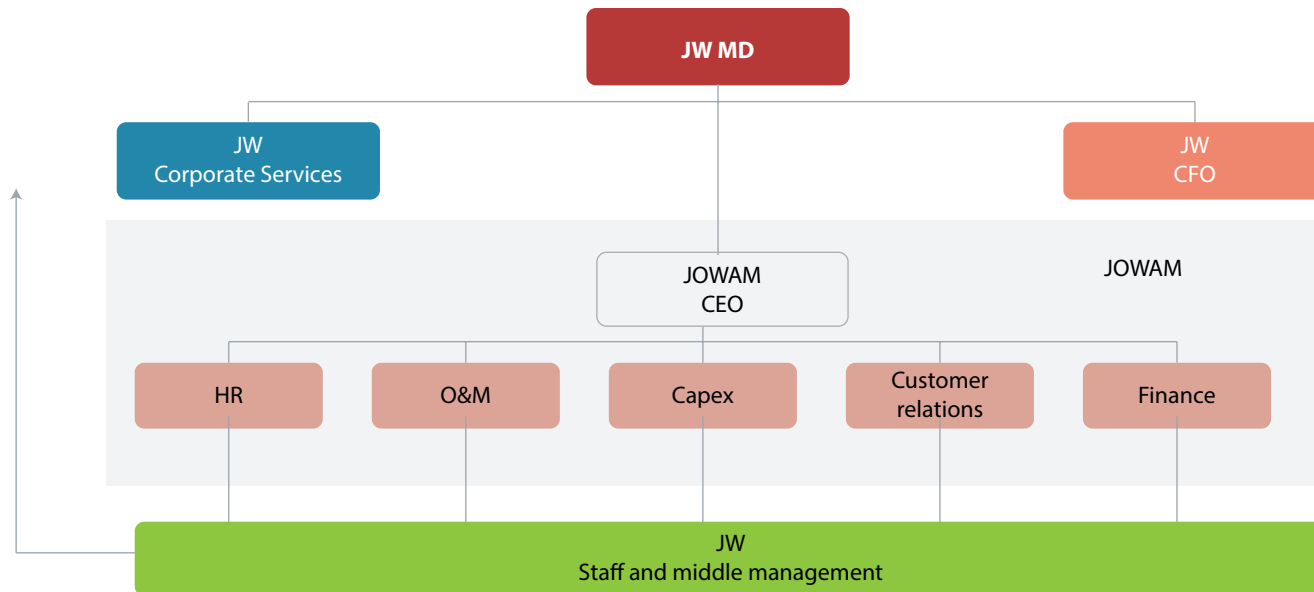 JW MD
JW
Corporate Services
JW
CFO
JOWAM
CEO
JOWAM
HR
O&M
Capex
Customer
relations
Finance
JW
Staff and middle management